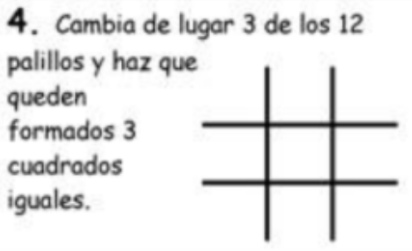 4. Cambia de lugar 3 de los 12
palillos y haz que
queden
formados 3
cuadrados
iguales.